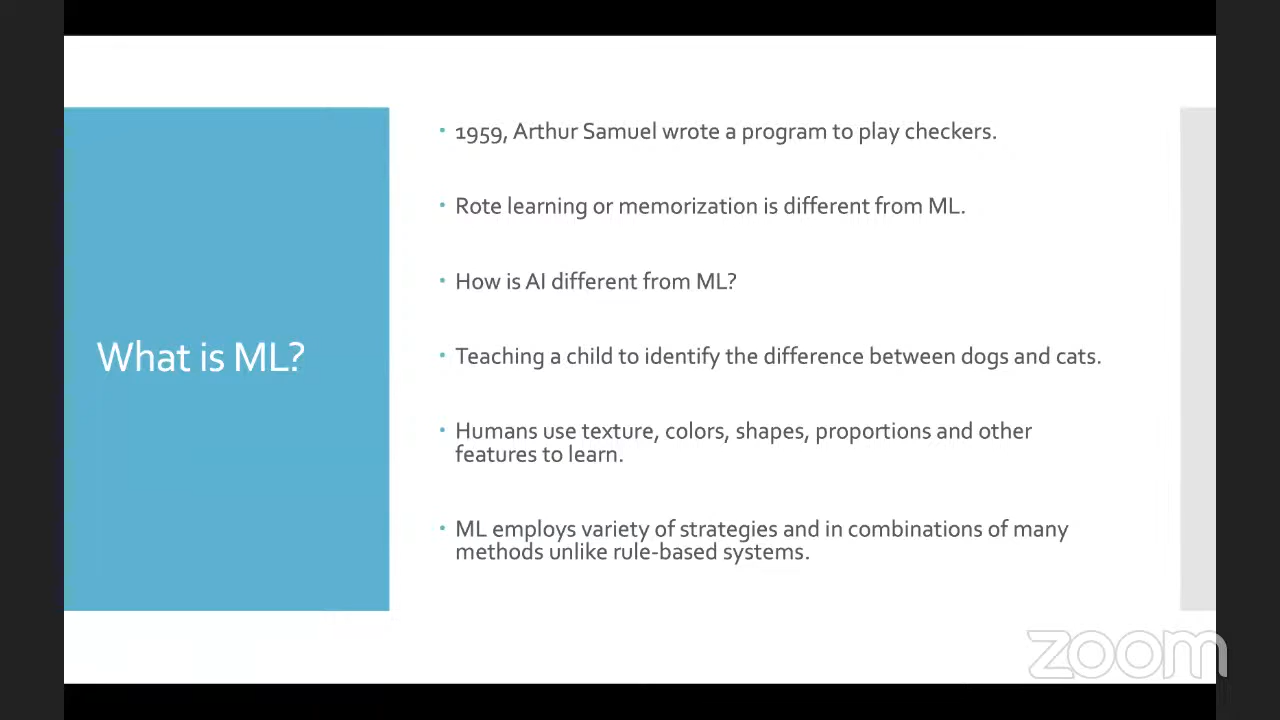 What is ML?
• 1959, Arthur Samuel wrote a program to play checkers.
• Rote learning or memorization is different from ML.
• How is AI different from ML?
• Teaching a child to identify the difference between dogs and cats.
• Humans use texture, colors, shapes, proportions and other
features to learn.
• ML employs variety of strategies and in combinations of many
methods unlike rule-based systems.
zoom